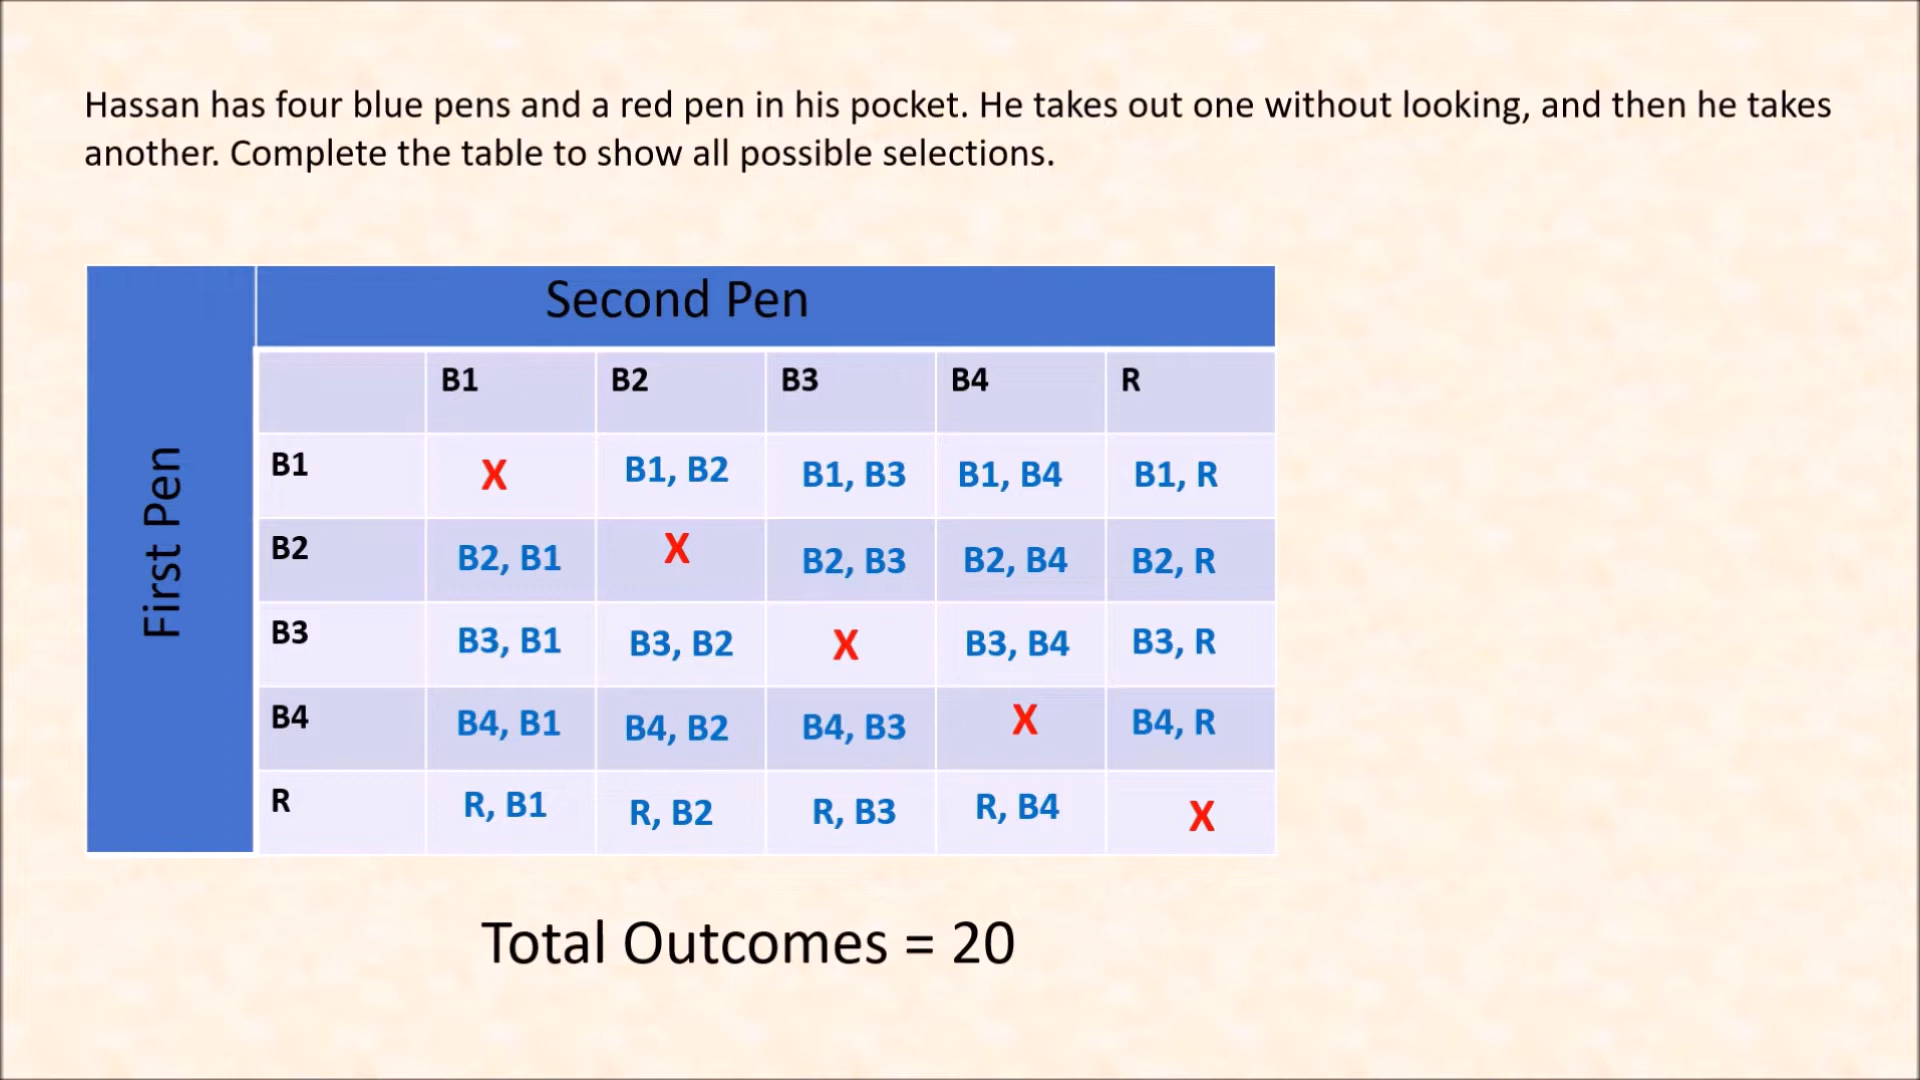 Hassan has four blue pens and a red pen in his pocket. He takes out one without looking, and then he takes
another. Complete the table to show all possible selections.
Second Pen
First Pen
B1 B2 B3 B4 R
B1 X B1, B2 B1, B3 B1, B4 B1, R
B2 B2, B1 X B2, B3 B2, B4 B2, R
B3 B3, B1 B3, B2 X B3, B4 B3, R
B4 B4, B1 B4, B2 B4, B3 X B4, R
R R, B1 R, B2 R, B3 R, B4 X
Total Outcomes = 20